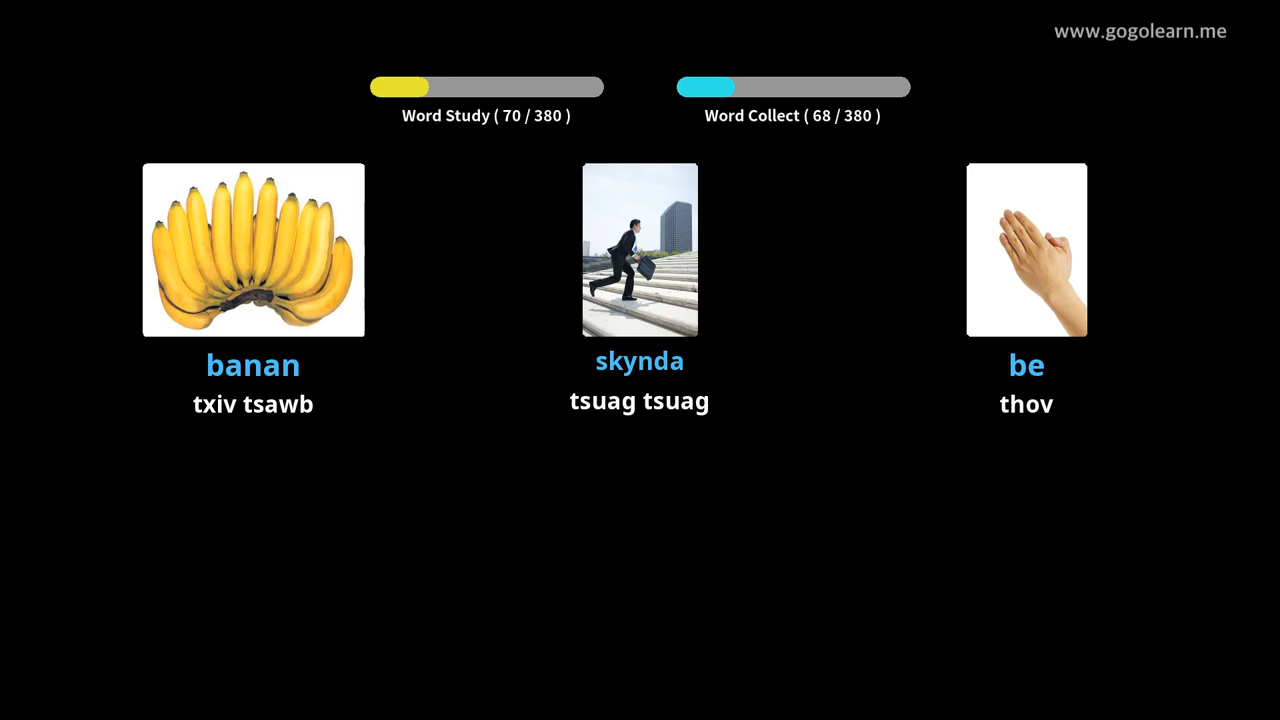 www.gogolearn.me
Word Study ( 70 / 380 )
Word Collect ( 68 / 380 )
banan
skynda
be
txiv tsawb
tsuag tsuag
thov